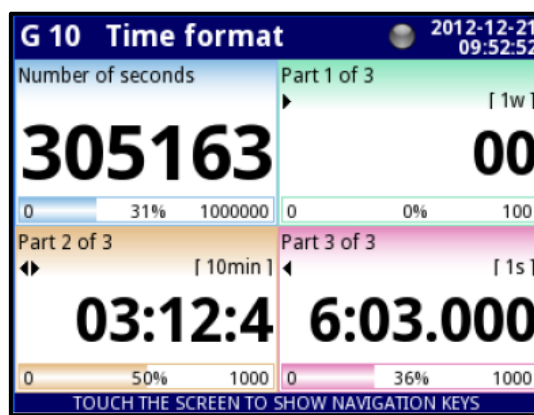 G 10 Time format
2012-12-21
09:52:52
Number of seconds
305163
0 31% 1000000
Part 1 of 3
[ 1w ]
00
0 0% 100
Part 2 of 3
[ 10min ]
03:12:4
0 50% 1000
Part 3 of 3
[ 1s ]
6:03.000
0 36% 1000
TOUCH THE SCREEN TO SHOW NAVIGATION KEYS